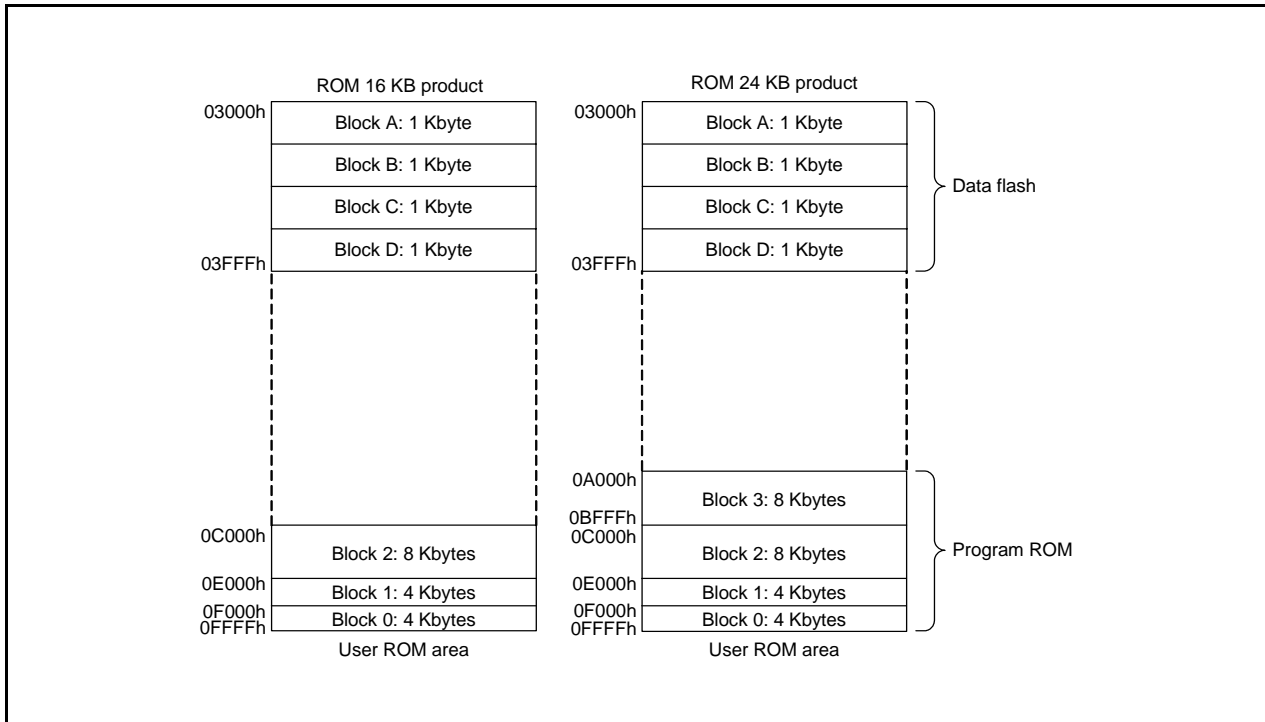 ROM 16 KB product
03000h
Block A: 1 Kbyte
Block B: 1 Kbyte
Block C: 1 Kbyte
Block D: 1 Kbyte
03FFFh
0C000h
Block 2: 8 Kbytes
0E000h
Block 1: 4 Kbytes
0F000h
Block 0: 4 Kbytes
0FFFFh
User ROM area
ROM 24 KB product
03000h
Block A: 1 Kbyte
Block B: 1 Kbyte
Block C: 1 Kbyte
Block D: 1 Kbyte
03FFFh
Data flash
0A000h
Block 3: 8 Kbytes
0BFFFh
0C000h
Block 2: 8 Kbytes
0E000h
Block 1: 4 Kbytes
0F000h
Block 0: 4 Kbytes
0FFFFh
Program ROM
User ROM area